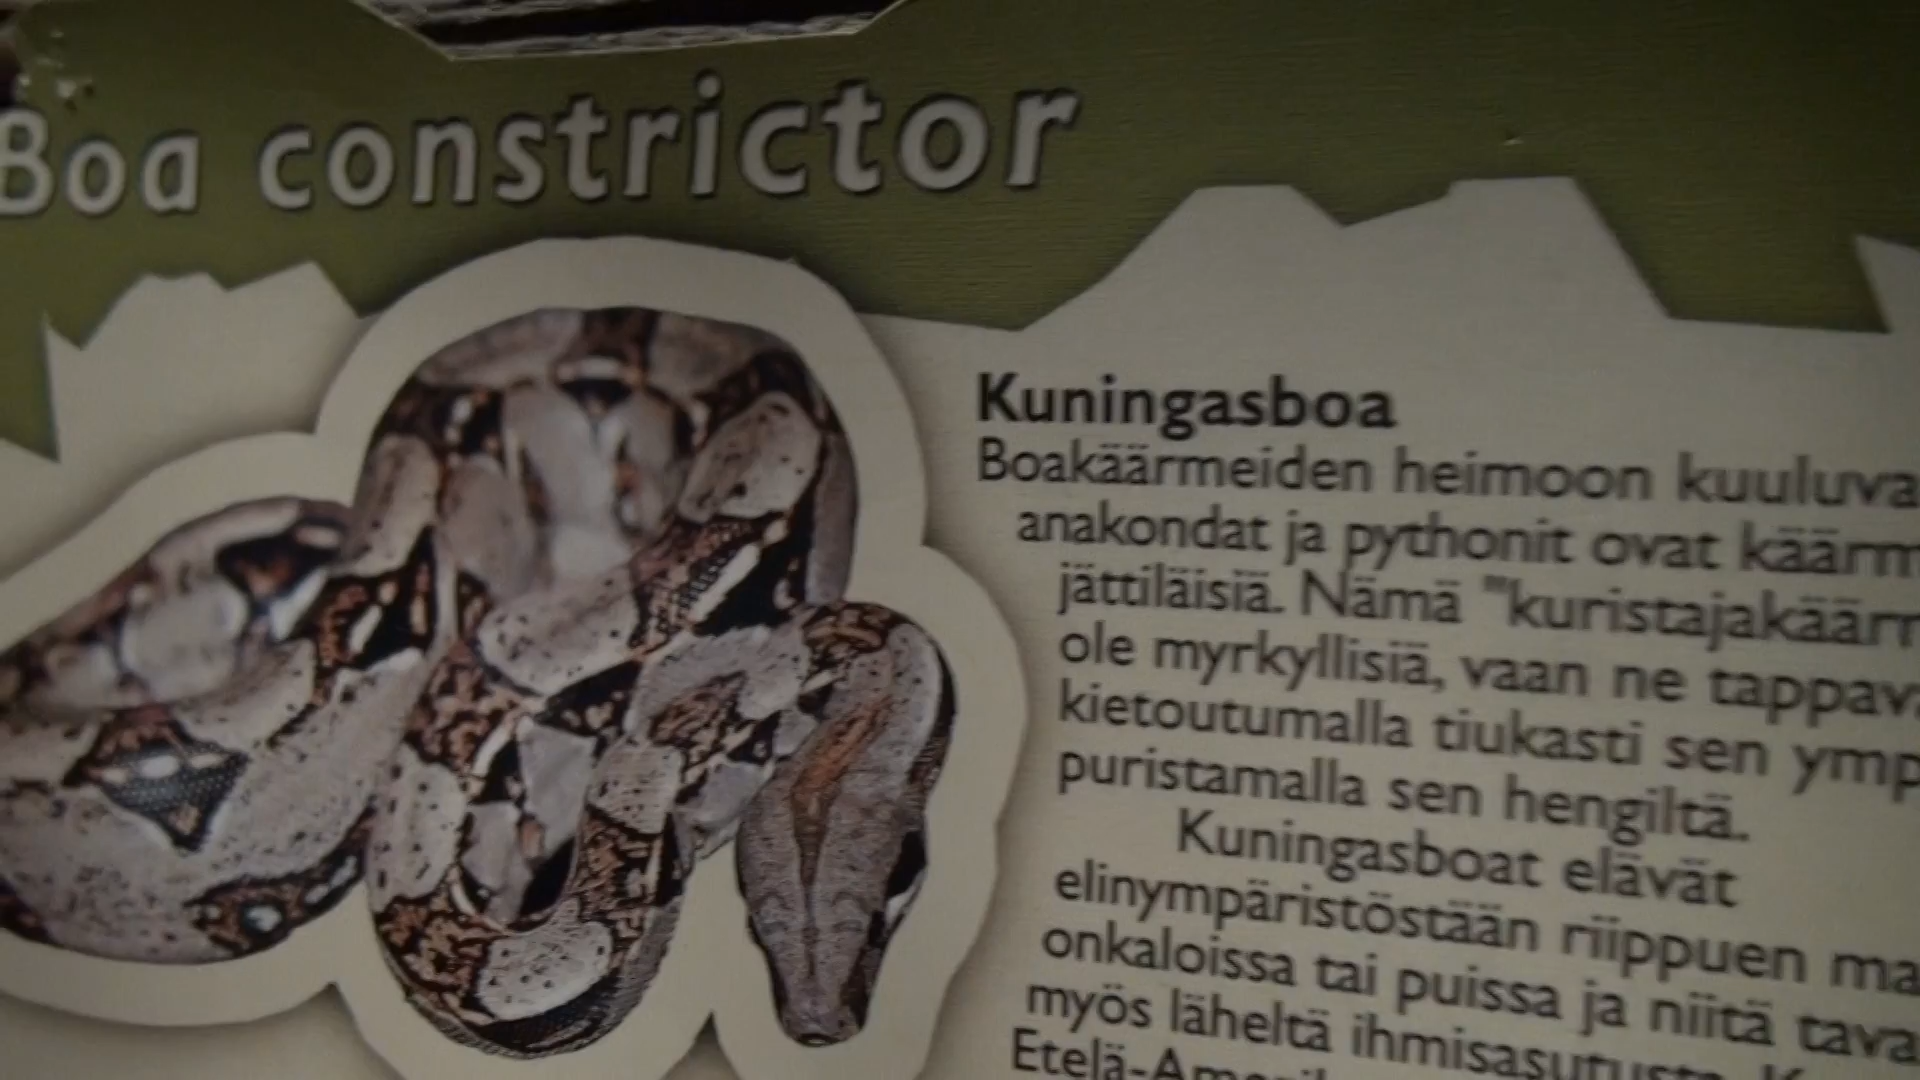 Boa constrictor
Kuningasboa
Boakäärmeiden heimoon kuuluva
anakondat ja pythonit ovat käärm
jättiläisiä. Nämä "kuristajakäärm
ole myrkyllisiä, vaan ne tappava
kietoutumalla tiukasti sen ymp
puristamalla sen hengiltä.
Kuningasboat elävät
elinympäristöstään riippuen ma
onkaloissa tai puissa ja niitä tava
myös läheltä ihmisasutusta. K